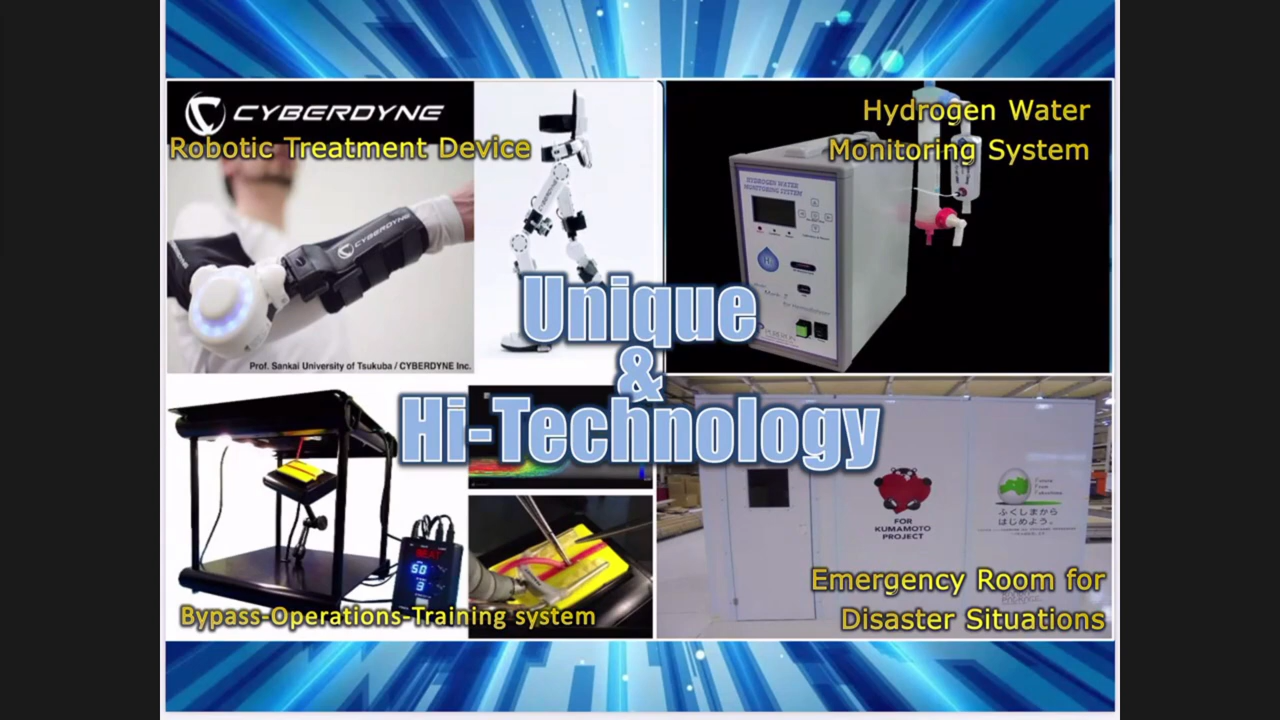 CYBERDYNE
Robotic Treatment Device
CYBERDYNE
Prof. Sankai University of Tsukuba / CYBERDYNE Inc.
Hydrogen Water
Monitoring System
HYDROGEN WATER
MONITORING SYSTEM
Unique
&
Hi-Technology
BEAT
50
Bypass-Operations-Training system
FOR
KUMAMOTO
PROJECT
ふくしまから
はじめよう。
Emergency Room for
Disaster Situations